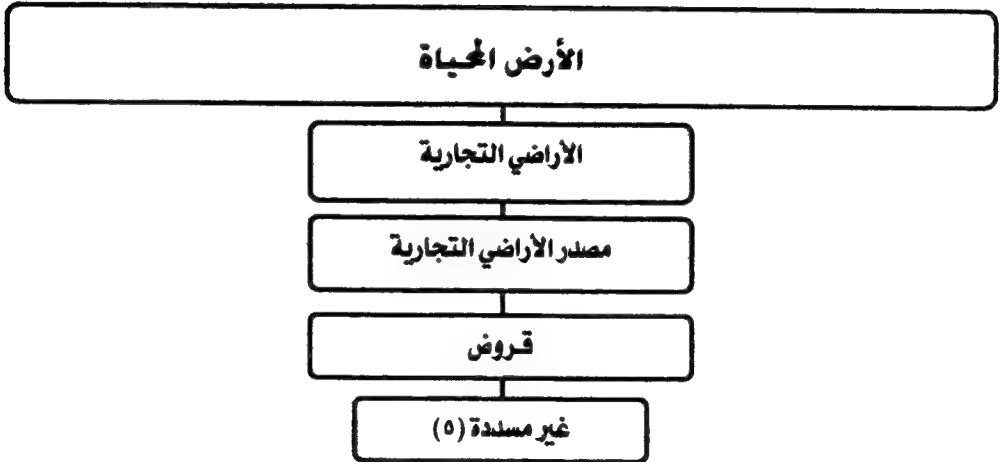 الأرض المحياة
الأراضي التجارية
مصدر الأراضي التجارية
قروض
غير مسددة (٥)